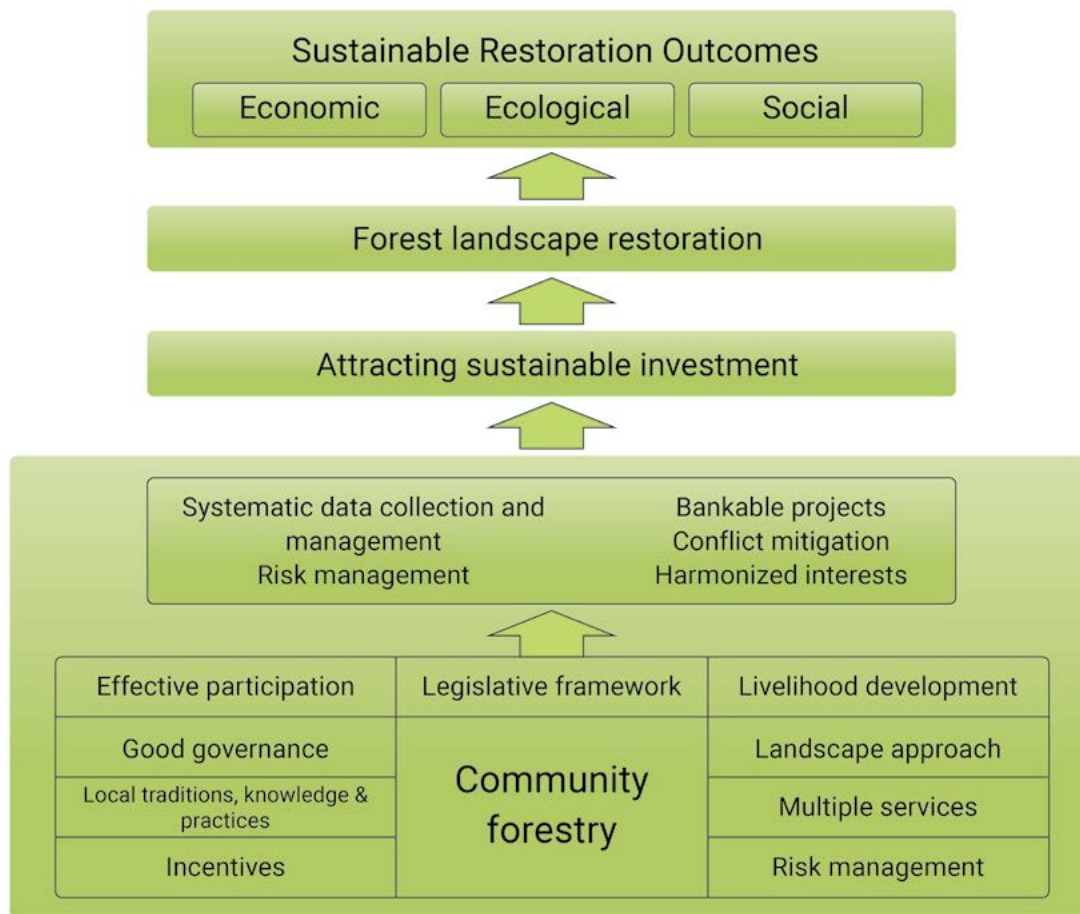 Sustainable Restoration Outcomes
Economic
Ecological
Social
Forest landscape restoration
Attracting sustainable investment
Systematic data collection and
management
Risk management
Bankable projects
Conflict mitigation
Harmonized interests
Effective participation
Legislative framework
Livelihood development
Good governance
Local traditions, knowledge &
practices
Incentives
Community
forestry
Landscape approach
Multiple services
Risk management